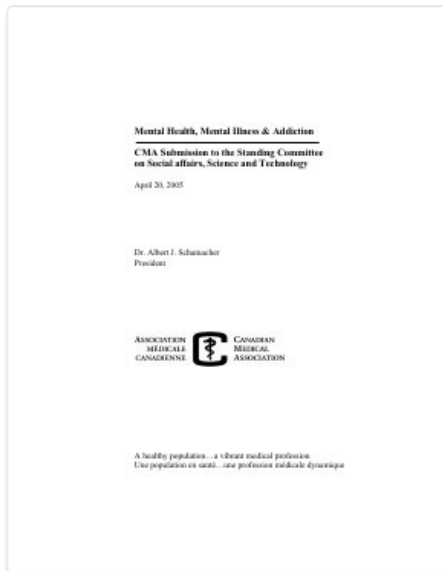 Mental Health, Mental Illness & Addiction
CMA Submission to the Standing Committee
on Social affairs, Science and Technology
April 20, 2005
Dr. Albert J. Schumacher
President
ASSOCIATION
MÉDICALE
CANADIENNE
CANADIAN
MEDICAL
ASSOCIATION
A healthy population...a vibrant medical profession
Une population en santé...une profession médicale dynamique